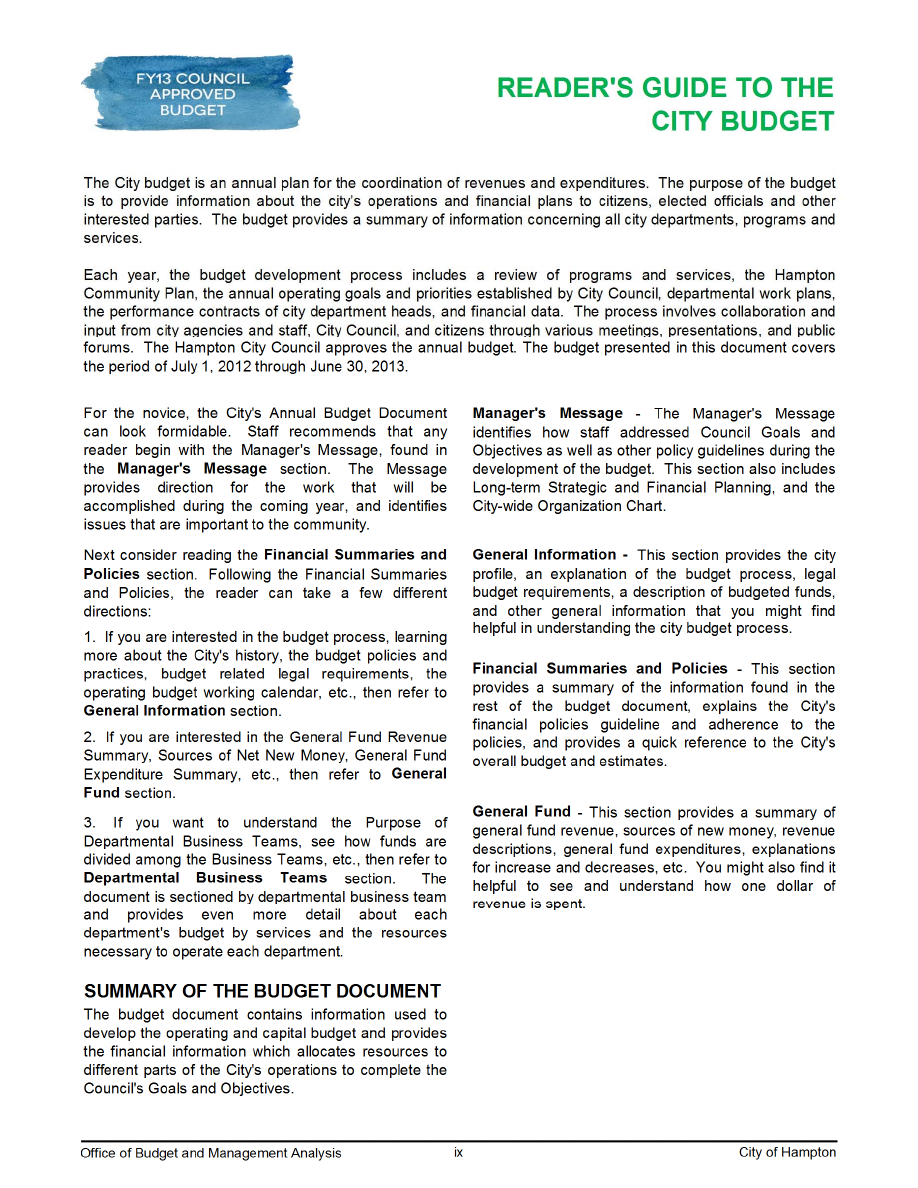 FY13 COUNCIL
APPROVED
BUDGET
READER'S GUIDE TO THE
CITY BUDGET
The City budget is an annual plan for the coordination of revenues and expenditures. The purpose of the budget
is to provide information about the city's operations and financial plans to citizens, elected officials and other
interested parties. The budget provides a summary of information concerning all city departments, programs and
services.
Each year, the budget development process includes a review of programs and services, the Hampton
Community Plan, the annual operating goals and priorities established by City Council, departmental work plans,
the performance contracts of city department heads, and financial data. The process involves collaboration and
input from city agencies and staff, City Council, and citizens through various meetings, presentations, and public
forums. The Hampton City Council approves the annual budget. The budget presented in this document covers
the period of July 1, 2012 through June 30, 2013.
For the novice, the City's Annual Budget Document
can look formidable. Staff recommends that any
reader begin with the Manager's Message, found in
the Manager's Message section. The Message
provides direction for the work that will be
accomplished during the coming year, and identifies
issues that are important to the community.
Next consider reading the Financial Summaries and
Policies section. Following the Financial Summaries
and Policies, the reader can take a few different
directions:
1. If you are interested in the budget process, learning
more about the City's history, the budget policies and
practices, budget related legal requirements, the
operating budget working calendar, etc., then refer to
General Information section.
2. If you are interested in the General Fund Revenue
Summary, Sources of Net New Money, General Fund
Expenditure Summary, etc., then refer to General
Fund section.
3. If you want to understand the Purpose of
Departmental Business Teams, see how funds are
divided among the Business Teams, etc., then refer to
Departmental Business Teams section. The
document is sectioned by departmental business team
and provides even more detail about each
department's budget by services and the resources
necessary to operate each department.
SUMMARY OF THE BUDGET DOCUMENT
The budget document contains information used to
develop the operating and capital budget and provides
the financial information which allocates resources to
different parts of the City's operations to complete the
Council's Goals and Objectives.
Manager's Message - The Manager's Message
identifies how staff addressed Council Goals and
Objectives as well as other policy guidelines during the
development of the budget. This section also includes
Long-term Strategic and Financial Planning, and the
City-wide Organization Chart.
General Information - This section provides the city
profile, an explanation of the budget process, legal
budget requirements, a description of budgeted funds,
and other general information that you might find
helpful in understanding the city budget process.
Financial Summaries and Policies - This section
provides a summary of the information found in the
rest of the budget document, explains the City's
financial policies guideline and adherence to the
policies, and provides a quick reference to the City's
overall budget and estimates.
General Fund - This section provides a summary of
general fund revenue, sources of new money, revenue
descriptions, general fund expenditures, explanations
for increase and decreases, etc. You might also find it
helpful to see and understand how one dollar of
revenue is spent.
Office of Budget and Management Analysis
ix
City of Hampton